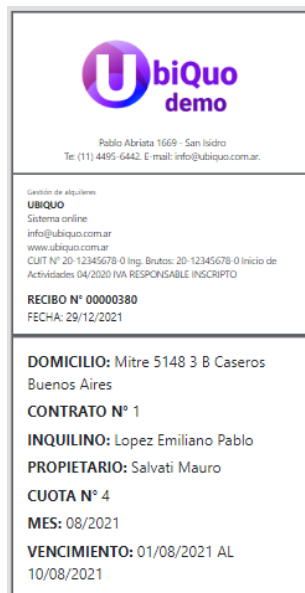 UbiQuo
demo
Pablo Abriata 1669 - San Isidro
Te: (11) 4495-6442. E-mail: info@ubiquo.com.ar.
Gestión de alquileres
UBIQUO
Sistema online
info@ubiquo.com.ar
www.ubiquo.com.ar
CUIT N° 20-12345678-0 Ing. Brutos: 20-12345678-0 Inicio de
Actividades 04/2020 IVA RESPONSABLE INSCRIPTO
RECIBO N° 00000380
FECHA: 29/12/2021
DOMICILIO: Mitre 5148 3 B Caseros
Buenos Aires
CONTRATO N° 1
INQUILINO: Lopez Emiliano Pablo
PROPIETARIO: Salvati Mauro
CUOTA N° 4
MES: 08/2021
VENCIMIENTO: 01/08/2021 AL
10/08/2021